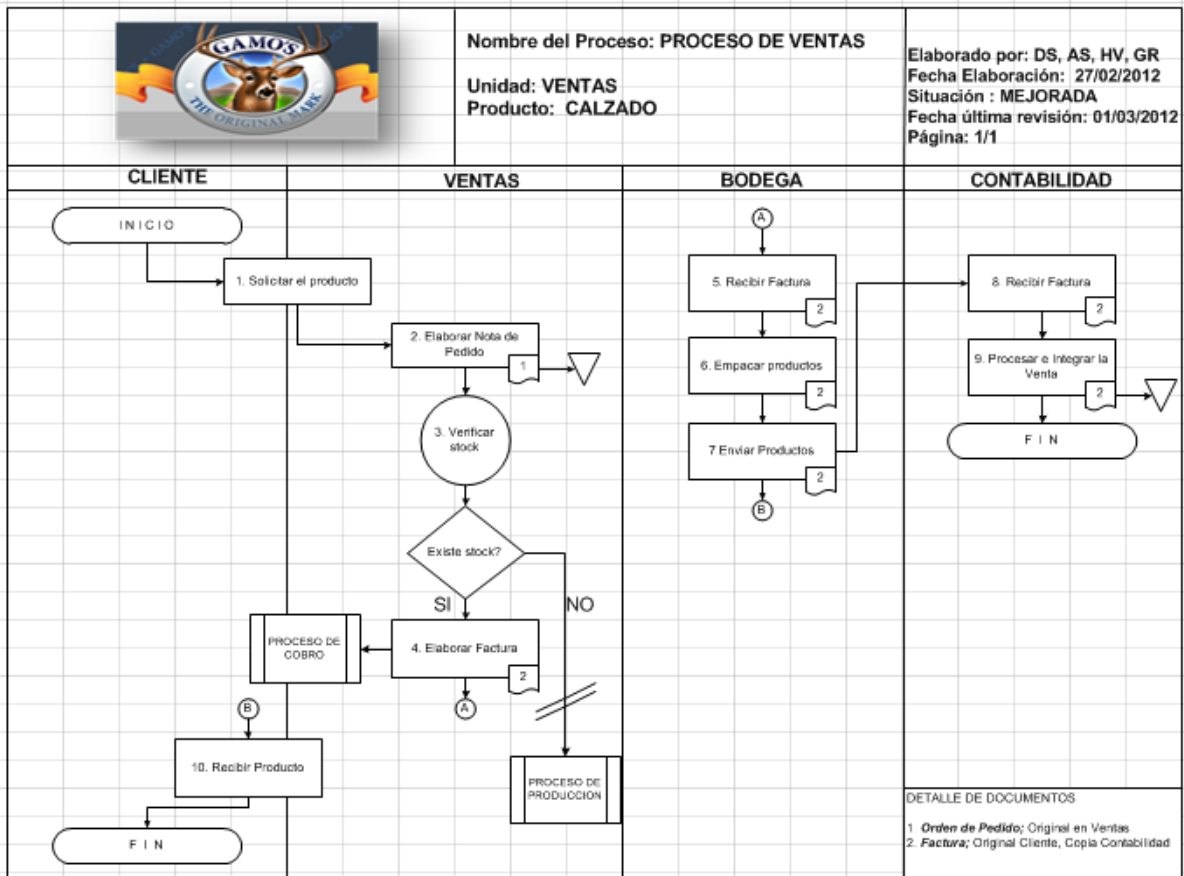 GAMO'S
THE ORIGINAL MARK
Nombre del Proceso: PROCESO DE VENTAS
Unidad: VENTAS
Producto: CALZADO
Elaborado por: DS, AS, HV, GR
Fecha Elaboración: 27/02/2012
Situación : MEJORADA
Fecha última revisión: 01/03/2012
Página: 1/1
CLIENTE
VENTAS
BODEGA
CONTABILIDAD
INICIO
1. Solicitar el producto
2. Elaborar Nota de
Pedido
1
3. Verificar
stock
Existe stock?
SI
NO
4. Elaborar Factura
2
PROCESO DE
COBRO
A
B
10. Recibir Producto
FIN
PROCESO DE
PRODUCCION
A
5. Recibir Factura
2
6. Empacar productos
2
7 Enviar Productos
2
B
8. Recibir Factura
2
9. Procesar e Integrar la
Venta
2
FIN
DETALLE DE DOCUMENTOS
1. Orden de Pedido; Original en Ventas
2. Factura; Original Cliente, Copia Contabilidad